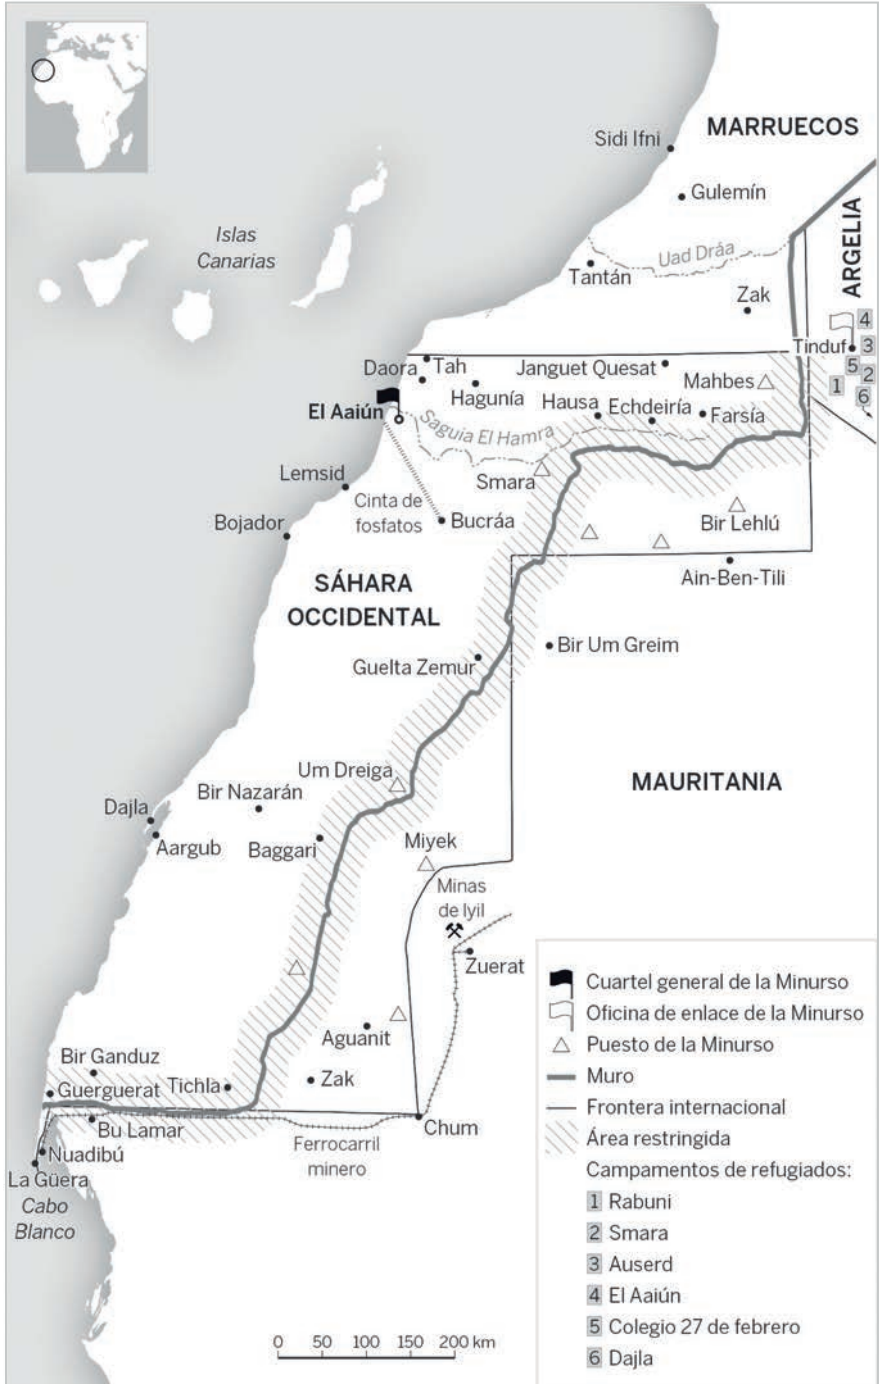 MARRUECOS
Sidi Ifni
Gulemín
Islas
Canarias
Uad Dráa
Tantán
ARGELIA
Zak
4
Tinduf
3
5
2
1
6
Daora
Tah
Janguet Quesat
Mahbes
Hagunía
Hausa
Echdeiría
Farsía
El Aaiún
Saguia El Hamra
Lemsid
Smara
Cinta de
fosfatos
Bucráa
Bojador
Bir Lehlú
Ain-Ben-Tili
SÁHARA
OCCIDENTAL
Guelta Zemur
Bir Um Greim
Um Dreiga
MAURITANIA
Bir Nazarán
Dajla
Aargub
Baggari
Miyek
Minas
de Iyil
Zuerat
Aguanit
Bir Ganduz
Guerguerat
Tichla
Zak
Bu Lamar
Chum
Ferrocarril
minero
Nuadibú
La Güera
Cabo
Blanco
0 50 100 150 200 km
Cuartel general de la Minurso
Oficina de enlace de la Minurso
Puesto de la Minurso
Muro
Frontera internacional
Área restringida
Campamentos de refugiados:
1 Rabuni
2 Smara
3 Auserd
4 El Aaiún
5 Colegio 27 de febrero
6 Dajla